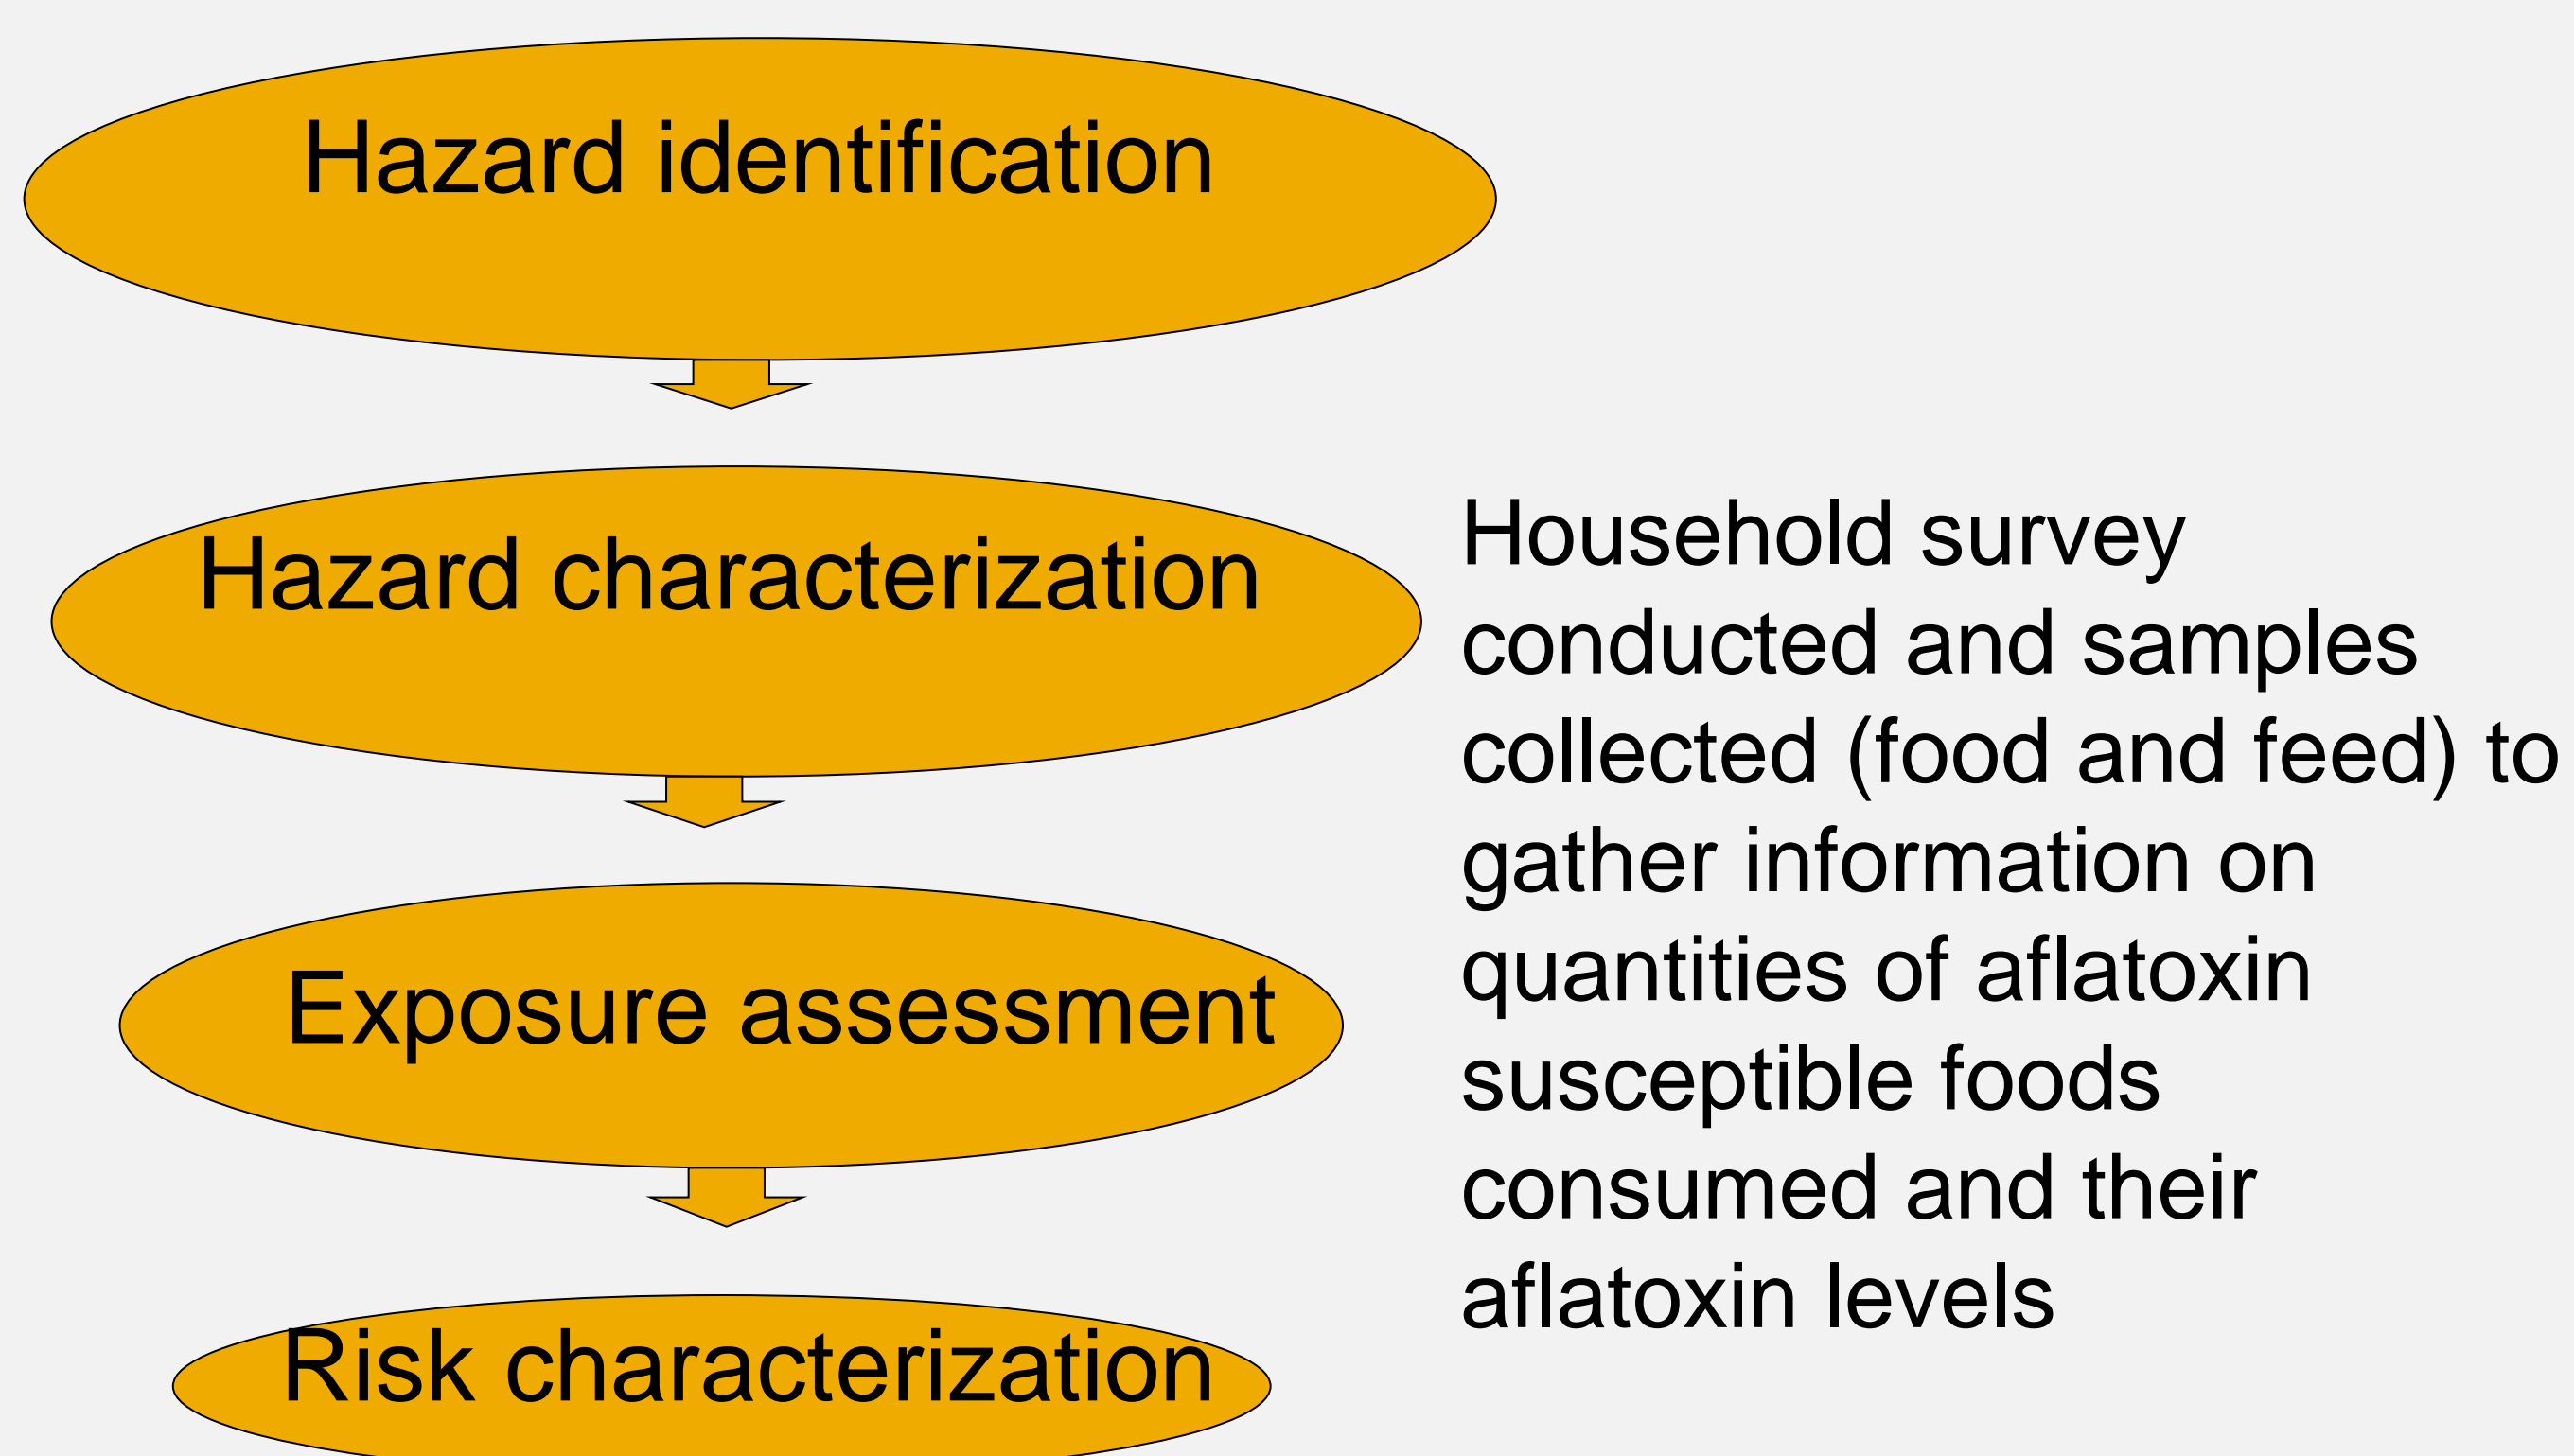 Hazard identification
Hazard characterization
Exposure assessment
Risk characterization
Household survey
conducted and samples
collected (food and feed) to
gather information on
quantities of aflatoxin
susceptible foods
consumed and their
aflatoxin levels